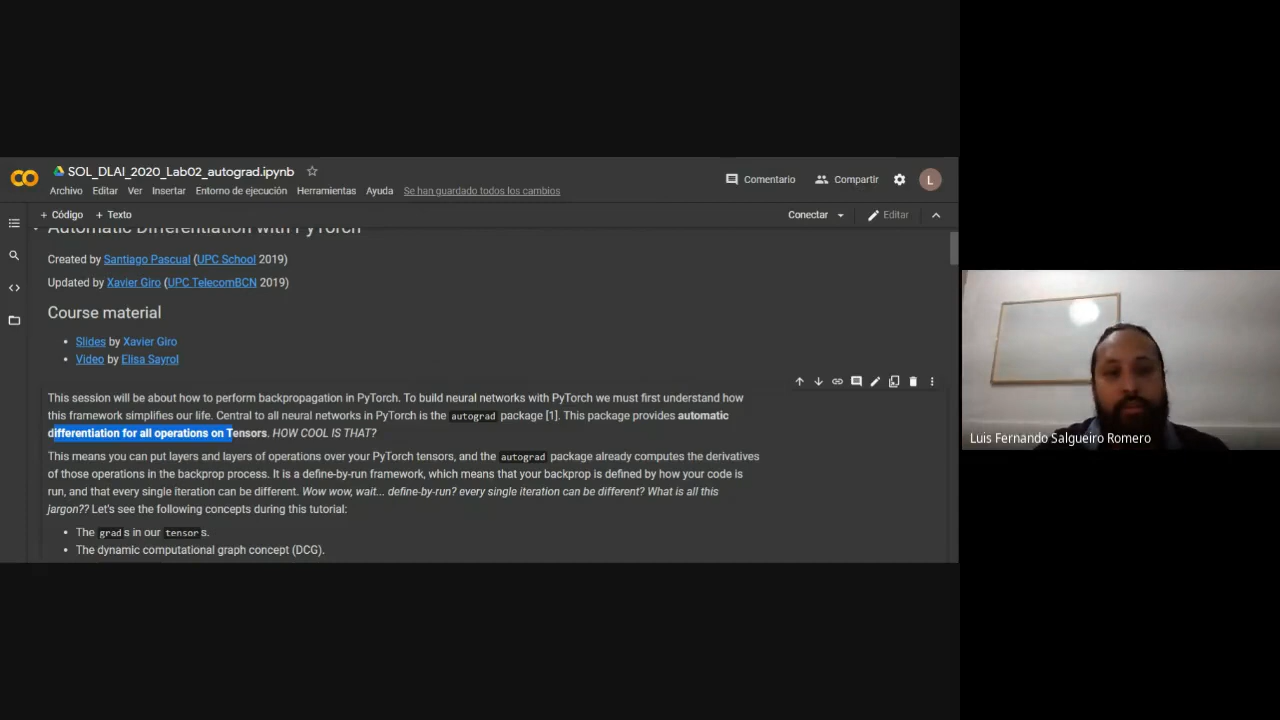 SOL_DLAI_2020_Lab02_autograd.ipynb
Archivo Editar Ver Insertar Entorno de ejecución Herramientas Ayuda Se han guardado todos los cambios
Comentario Compartir L
+ Código + Texto
Conectar Editar
Automatic Differentiation with PyTorch
Created by Santiago Pascual (UPC School 2019)
Updated by Xavier Giro (UPC TelecomBCN 2019)
Course material
• Slides by Xavier Giro
• Video by Elisa Sayrol
This session will be about how to perform backpropagation in PyTorch. To build neural networks with PyTorch we must first understand how
this framework simplifies our life. Central to all neural networks in PyTorch is the autograd package [1]. This package provides automatic
differentiation for all operations on Tensors. HOW COOL IS THAT?
This means you can put layers and layers of operations over your PyTorch tensors, and the autograd package already computes the derivatives
of those operations in the backprop process. It is a define-by-run framework, which means that your backprop is defined by how your code is
run, and that every single iteration can be different. Wow wow, wait... define-by-run? every single iteration can be different? What is all this
jargon?? Let's see the following concepts during this tutorial:
• The grads in our tensors.
• The dynamic computational graph concept (DCG).
Luis Fernando Salgueiro Romero